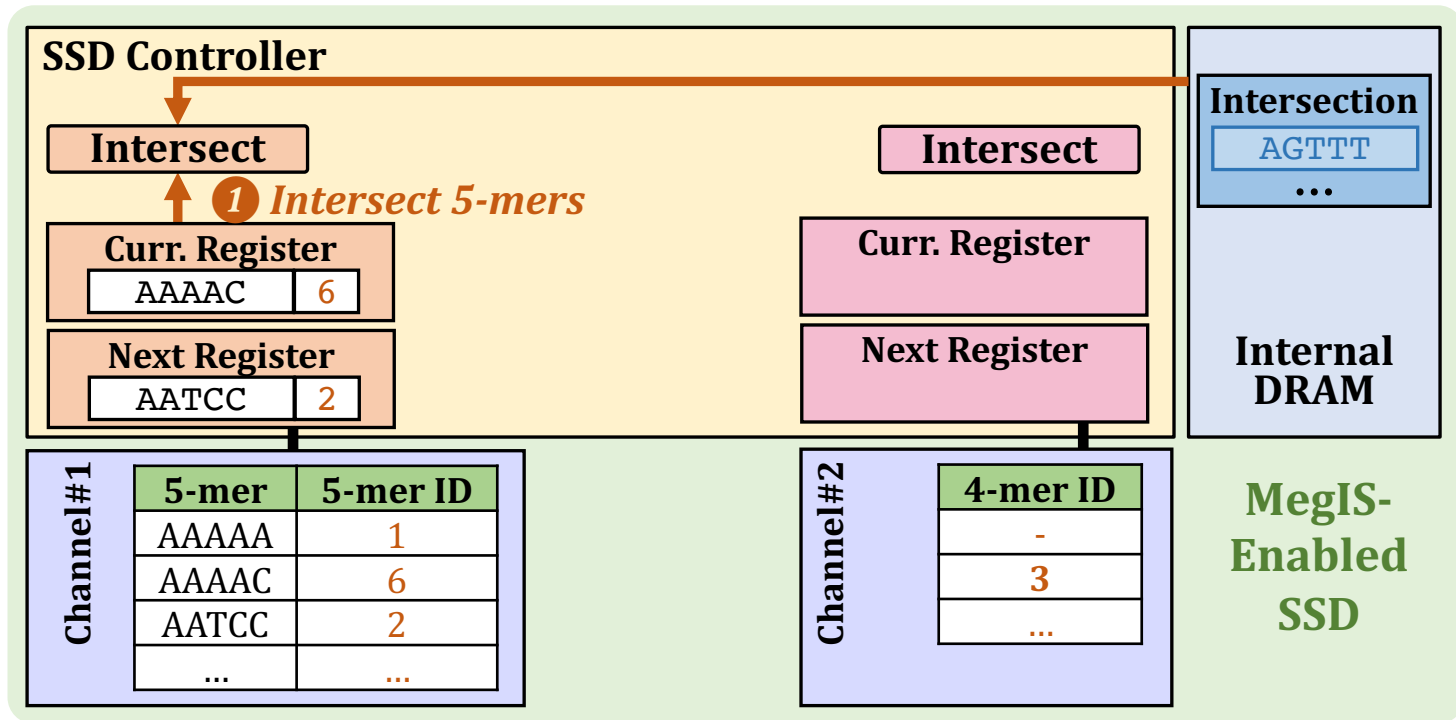 SSD Controller
Intersect
1 Intersect 5-mers
Curr. Register
AAAAC 6
Next Register
AATCC 2
Intersect
Curr. Register
Next Register
Intersection
AGTTT
...
Internal
DRAM
Channel#1
5-mer 5-mer ID
AAAAA 1
AAAAC 6
AATCC 2
... ...
Channel#2
4-mer ID
-
3
...
MegIS-
Enabled
SSD